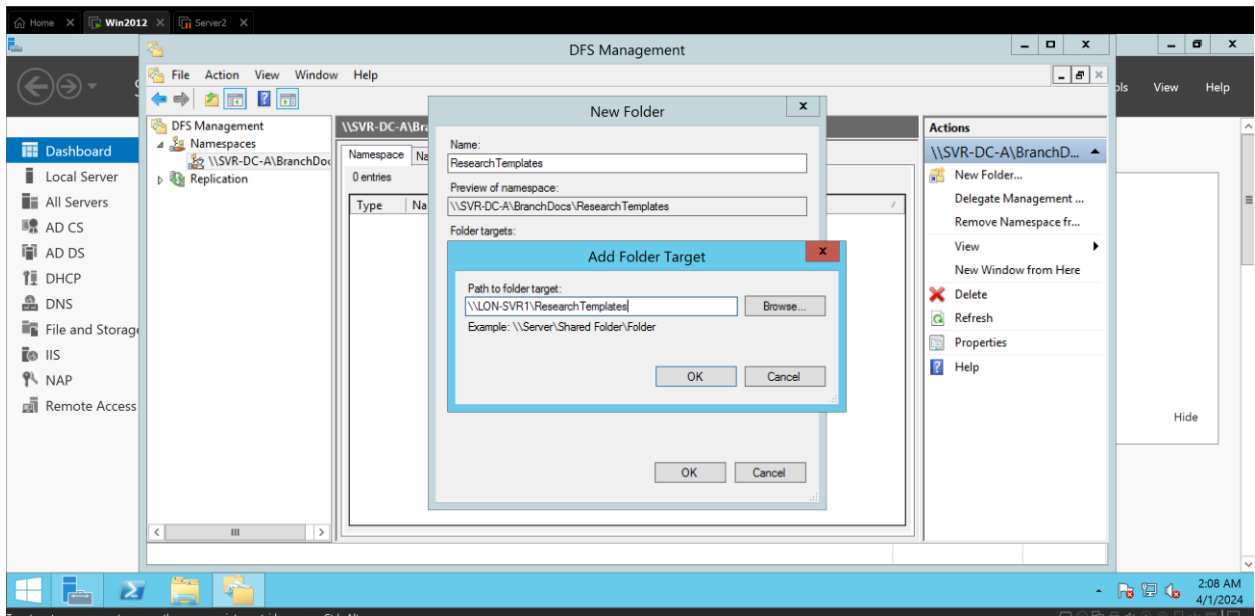 Home
Win2012
Server2
DFS Management
File Action View Window Help
View Help
DFS Management
Namespaces
\\SVR-DC-A\BranchDoc
Replication
Dashboard
Local Server
All Servers
AD CS
AD DS
DHCP
DNS
File and Storage
IIS
NAP
Remote Access
\\SVR-DC-A\Bra
Namespace Na
0 entries
Type Na
New Folder
Name:
ResearchTemplates
Preview of namespace:
\\SVR-DC-A\BranchDocs\ResearchTemplates
Folder targets:
Add Folder Target
Path to folder target:
\\LON-SVR1\ResearchTemplates
Browse...
Example: \\Server\Shared Folder\Folder
OK Cancel
OK Cancel
Actions
\\SVR-DC-A\BranchD...
New Folder...
Delegate Management ...
Remove Namespace fr...
View
New Window from Here
Delete
Refresh
Properties
Help
Hide
2:08 AM
4/1/2024